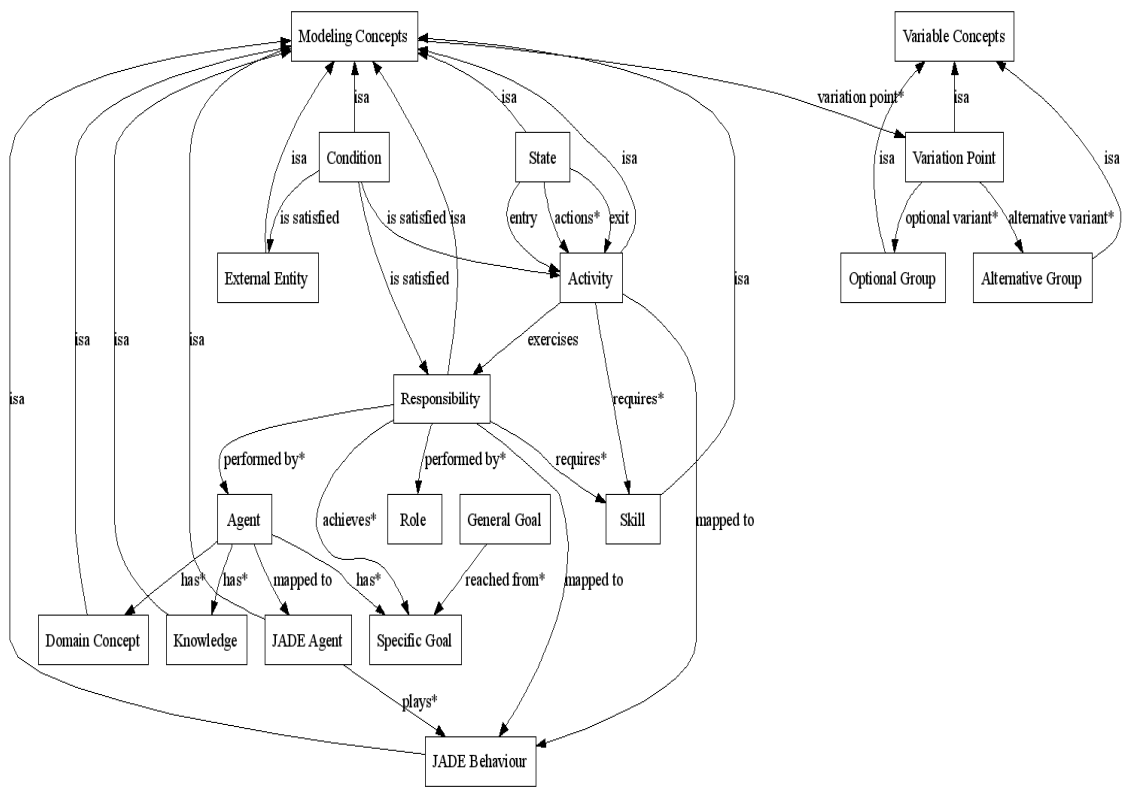 Modeling Concepts
Variable Concepts
isa
isa
variation point*
isa
Condition
State
Variation Point
isa
isa
isa
isa
is satisfied
is satisfied
isa
entry
actions*
exit
optional variant*
alternative variant*
External Entity
Activity
Optional Group
Alternative Group
is satisfied
isa
isa
isa
isa
exercises
isa
Responsibility
requires*
performed by*
performed by*
requires*
Agent
achieves*
Role
General Goal
Skill
mapped to
has*
has*
mapped to
has*
reached from*
mapped to
Domain Concept
Knowledge
JADE Agent
Specific Goal
plays*
JADE Behaviour